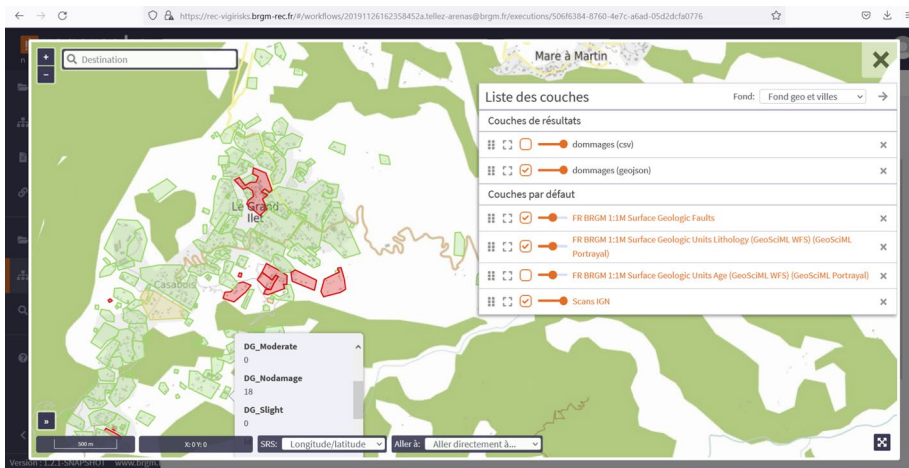 https://rec-vigirisks.brgm-rec.fr/#/workflows/20191126162358452a.tellez-arenas@brgm.fr/executions/506f6384-8760-4e7c-a6ad-05d2dcfa0776
Destination
Mare à Martin
Liste des couches
Fond: Fond geo et villes
Couches de résultats
dommages (csv)
dommages (geojson)
Couches par défaut
FR BRGM 1:1M Surface Geologic Faults
FR BRGM 1:1M Surface Geologic Units Lithology (GeoSciML WFS) (GeoSciML
Portrayal)
FR BRGM 1:1M Surface Geologic Units Age (GeoSciML WFS) (GeoSciML Portrayal)
Scans IGN
Le Grand
Ilet
Casabois
DG_Moderate
0
DG_Nodamage
18
DG_Slight
0
500 m
X: 0 Y: 0
SRS: Longitude/latitude
Aller à: Aller directement à...
Version : 1.2.1-SNAPSHOT www.brgm.